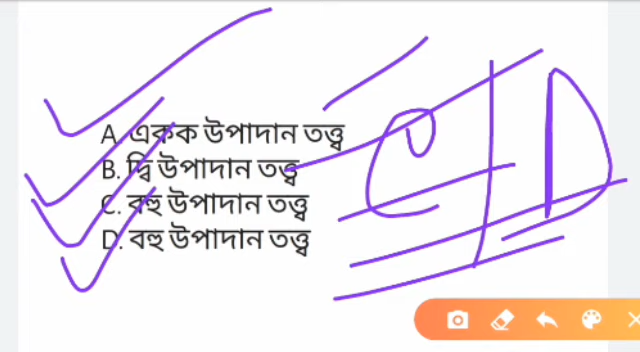 A. একক উপাদান তত্ত্ব
B. দ্বি উপাদান তত্ত্ব
C. বহু উপাদান তত্ত্ব
D. বহু উপাদান তত্ত্ব